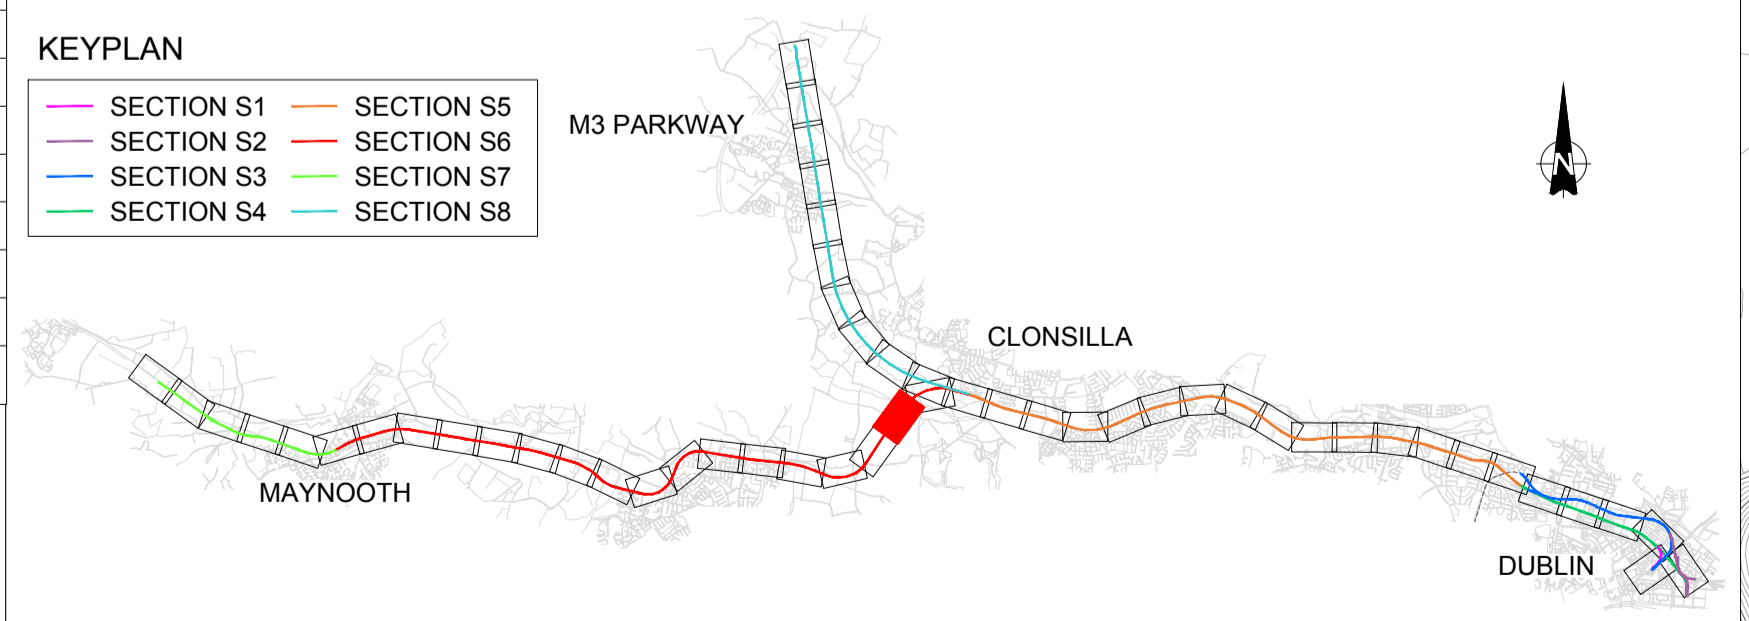 KEYPLAN
SECTION S1 SECTION S5
SECTION S2 SECTION S6
SECTION S3 SECTION S7
SECTION S4 SECTION S8
M3 PARKWAY
N
CLONSILLA
MAYNOOTH
DUBLIN